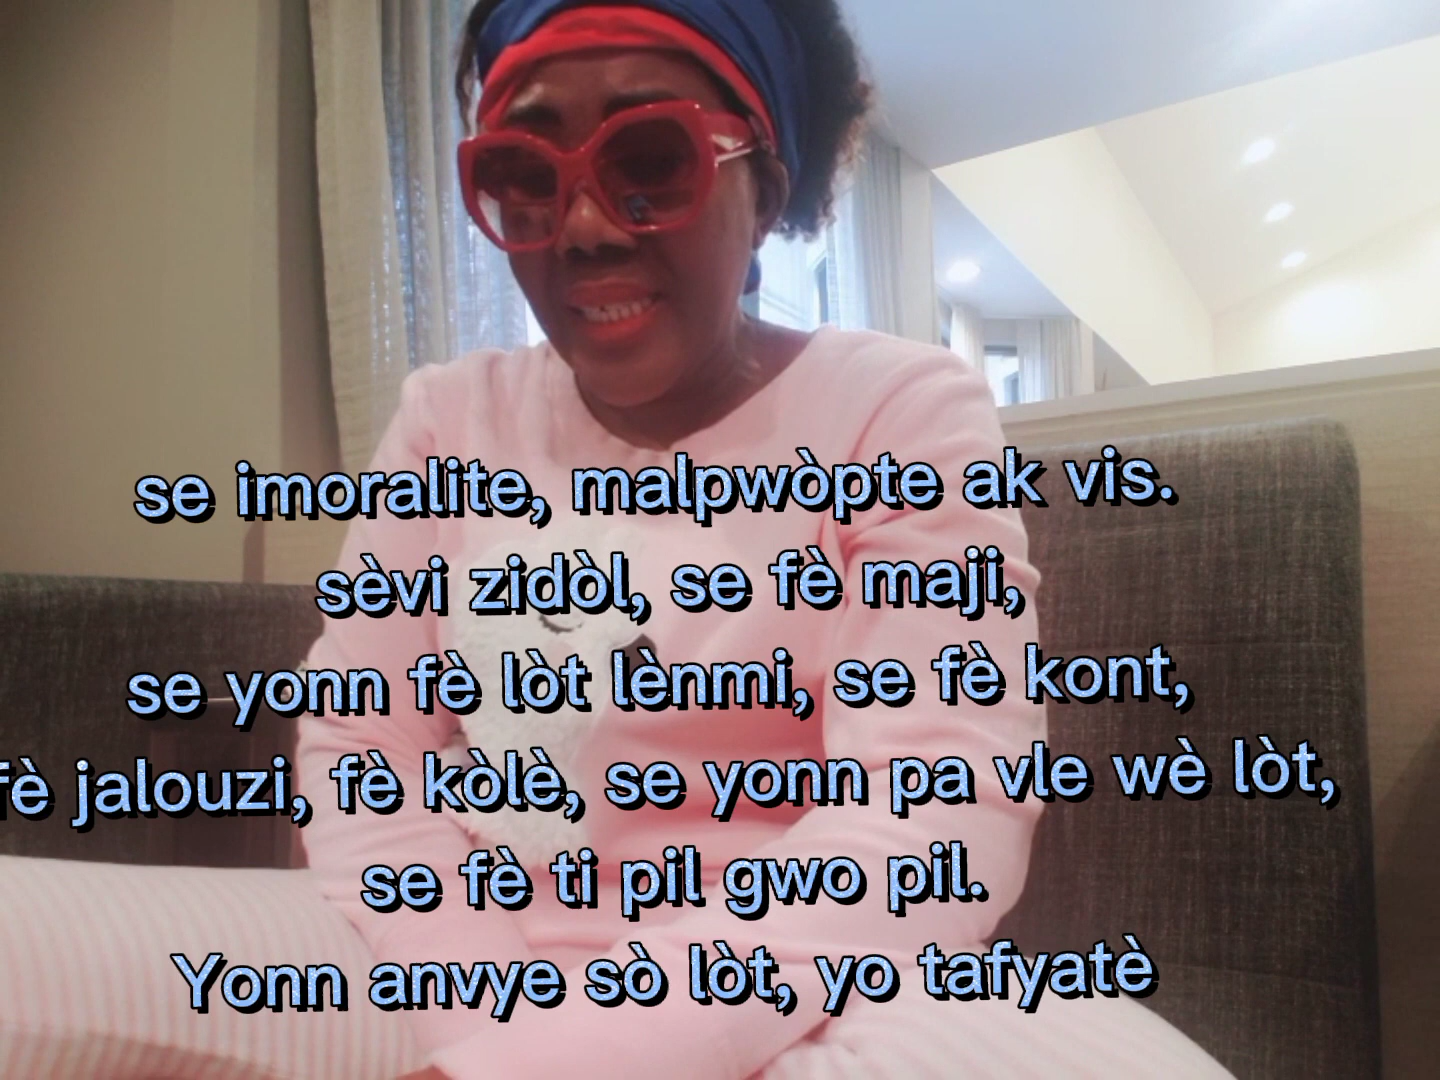 se imoralite, malpwòpte ak vis.
sèvi zidòl, se fè maji,
se yonn fè lòt lènmi, se fè kont,
fè jalouzi, fè kòlè, se yonn pa vle wè lòt,
se fè ti pil gwo pil.
Yonn anvye sò lòt, yo tafyatè